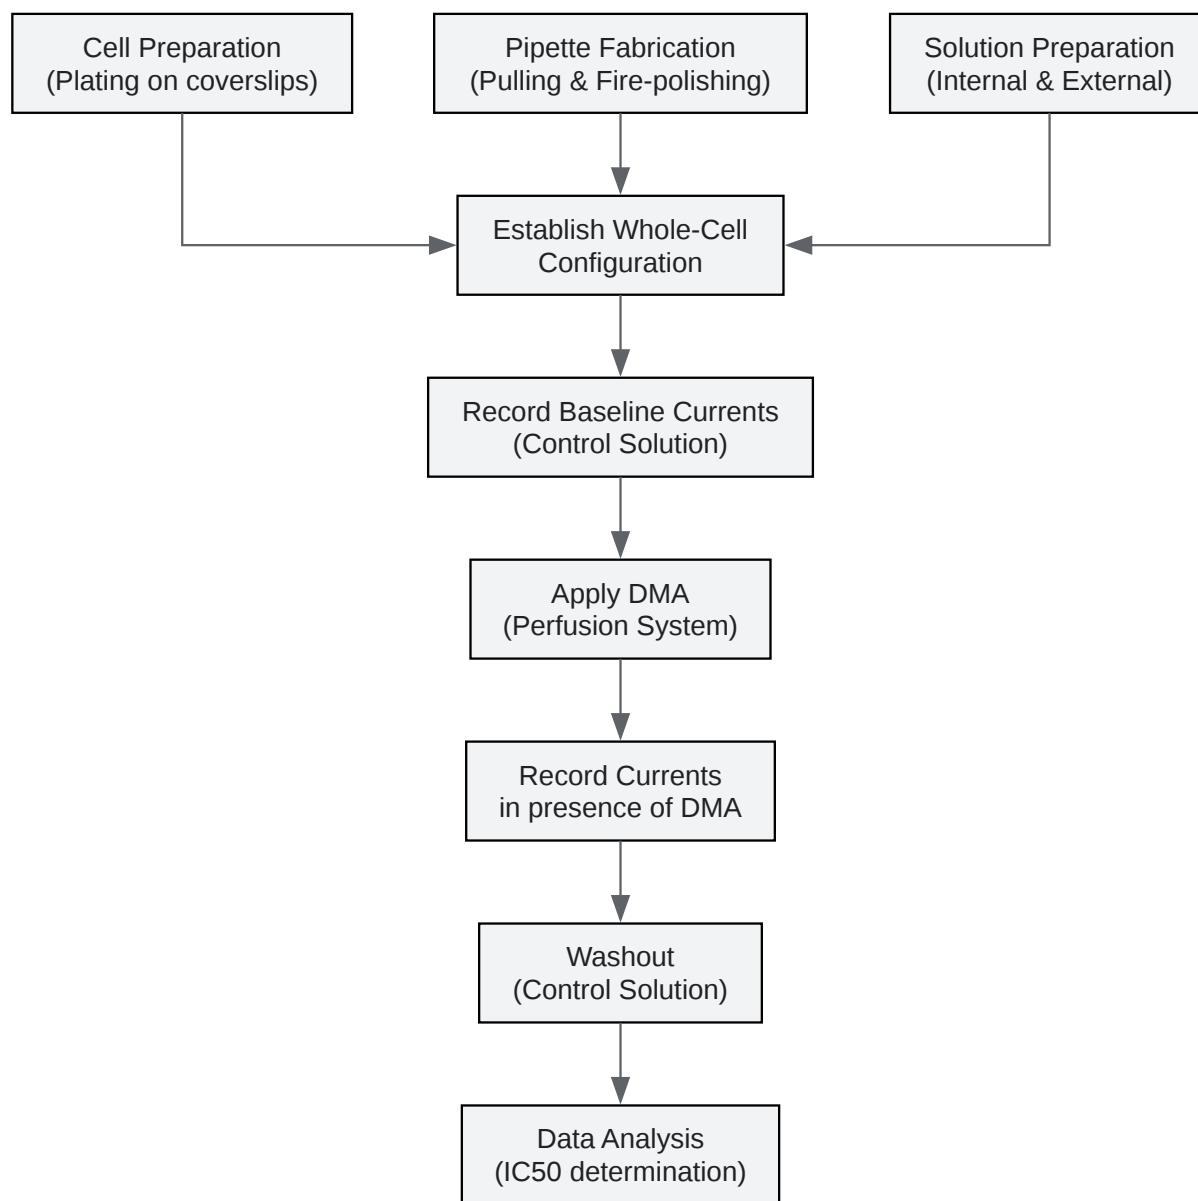 Cell Preparation
(Plating on coverslips)
Pipette Fabrication
(Pulling & Fire-polishing)
Solution Preparation
(Internal & External)
Establish Whole-Cell
Configuration
Record Baseline Currents
(Control Solution)
Apply DMA
(Perfusion System)
Record Currents
in presence of DMA
Washout
(Control Solution)
Data Analysis
(IC50 determination)